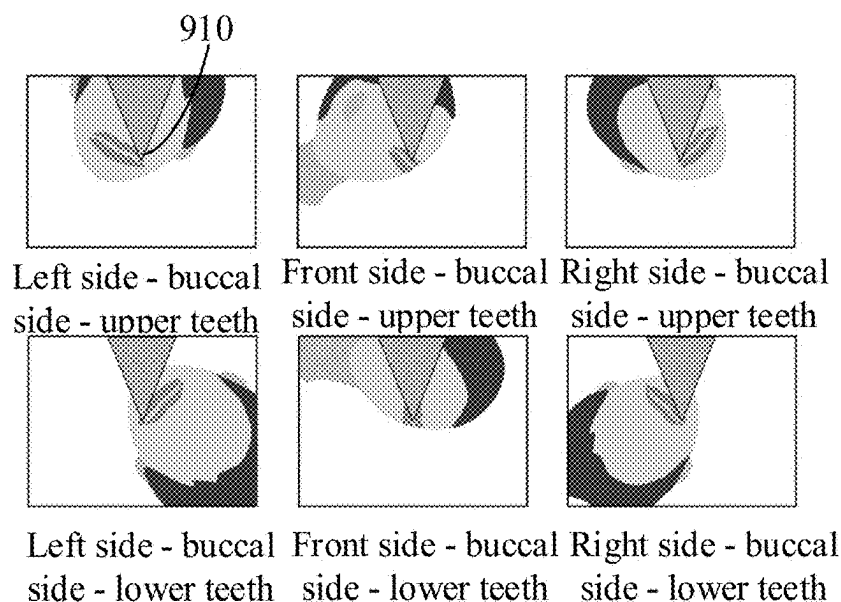 910
Left side - buccal Front side - buccal Right side - buccal
side - upper teeth side - upper teeth side - upper teeth
Left side - buccal Front side - buccal Right side - buccal
side - lower teeth side - lower teeth side - lower teeth